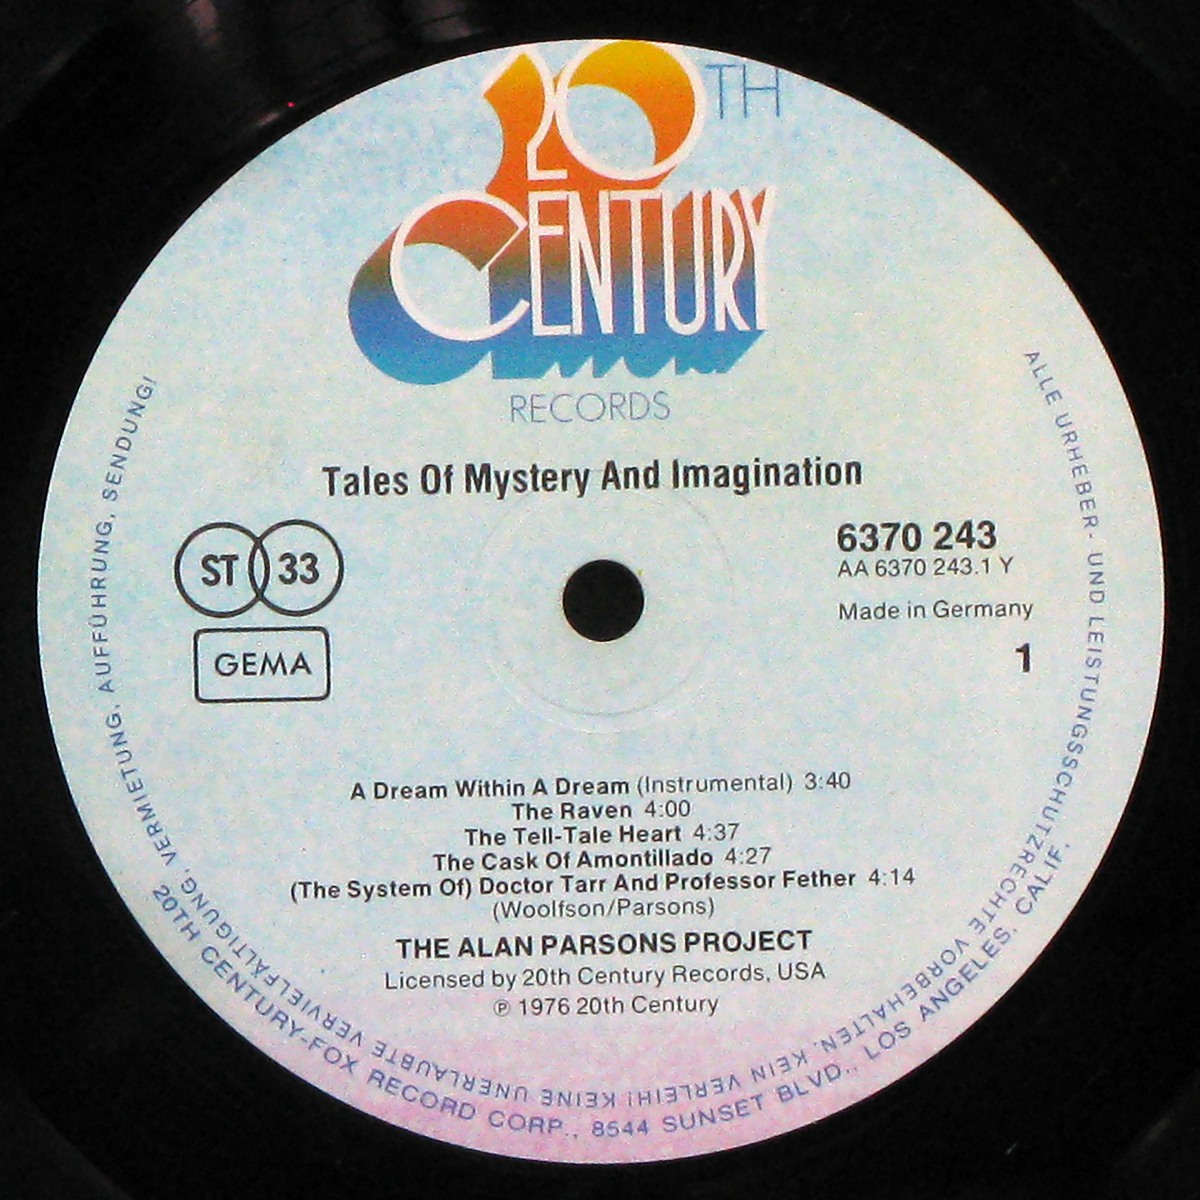 20TH
CENTURY
RECORDS
Tales Of Mystery And Imagination
ST 33
GEMA
6370 243
AA 6370 243.1 Y
Made in Germany
1
A Dream Within A Dream (Instrumental) 3:40
The Raven 4:00
The Tell-Tale Heart 4:37
The Cask Of Amontillado 4:27
(The System Of) Doctor Tarr And Professor Fether 4:14
(Woolfson/Parsons)
THE ALAN PARSONS PROJECT
Licensed by 20th Century Records, USA
℗ 1976 20th Century
ALLE URHEBER- UND LEISTUNGSSCHUTZRECHTE VORBEHALTEN. KEIN VERLEIH! KEINE UNERLAUBTE VERVIELFÄLTIGUNG, VERMIETUNG, AUFFÜHRUNG, SENDUNG!
20TH CENTURY-FOX RECORD CORP., 8544 SUNSET BLVD., LOS ANGELES, CALIF.